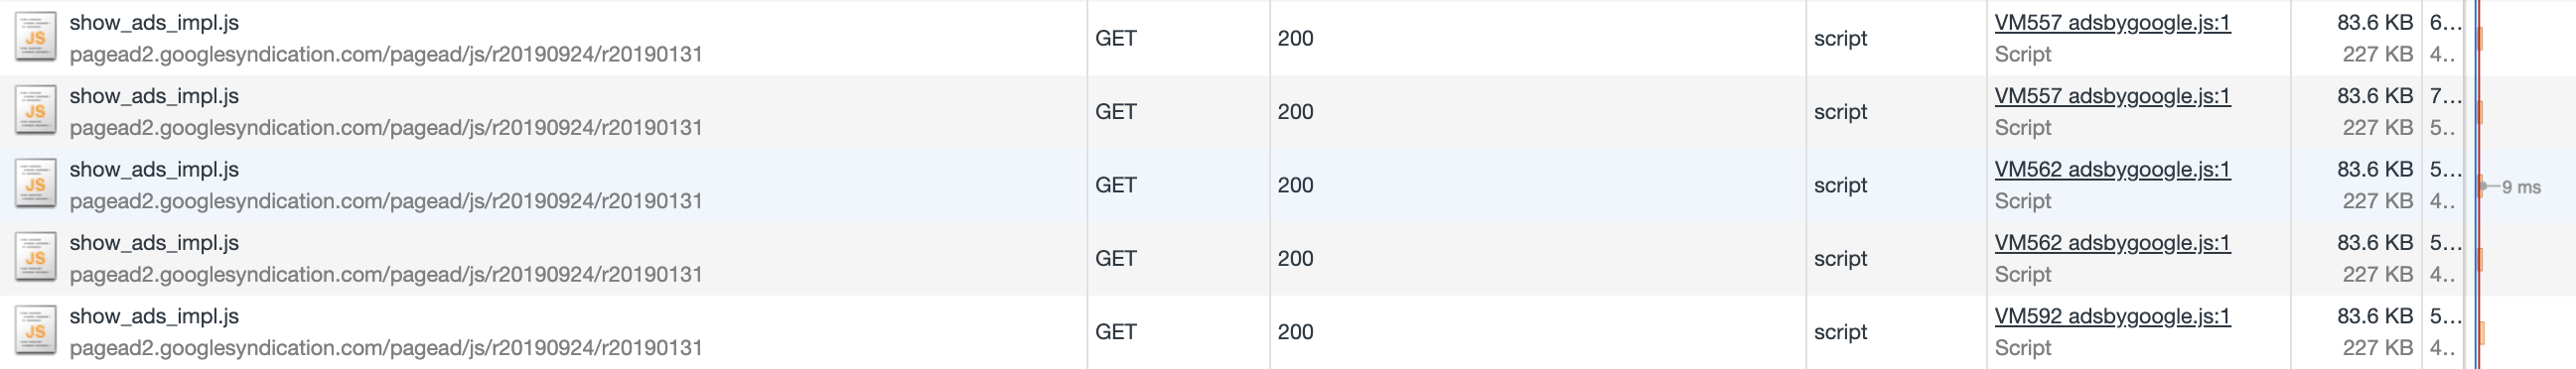 show_ads_impl.js
pagead2.googlesyndication.com/pagead/js/r20190924/r20190131
GET
200
script
VM557 adsbygoogle.js:1
Script
83.6 KB
227 KB
6...
4..
show_ads_impl.js
pagead2.googlesyndication.com/pagead/js/r20190924/r20190131
GET
200
script
VM557 adsbygoogle.js:1
Script
83.6 KB
227 KB
7...
5..
show_ads_impl.js
pagead2.googlesyndication.com/pagead/js/r20190924/r20190131
GET
200
script
VM562 adsbygoogle.js:1
Script
83.6 KB
227 KB
5...
4..
9 ms
show_ads_impl.js
pagead2.googlesyndication.com/pagead/js/r20190924/r20190131
GET
200
script
VM562 adsbygoogle.js:1
Script
83.6 KB
227 KB
5...
4..
show_ads_impl.js
pagead2.googlesyndication.com/pagead/js/r20190924/r20190131
GET
200
script
VM592 adsbygoogle.js:1
Script
83.6 KB
227 KB
5...
4..